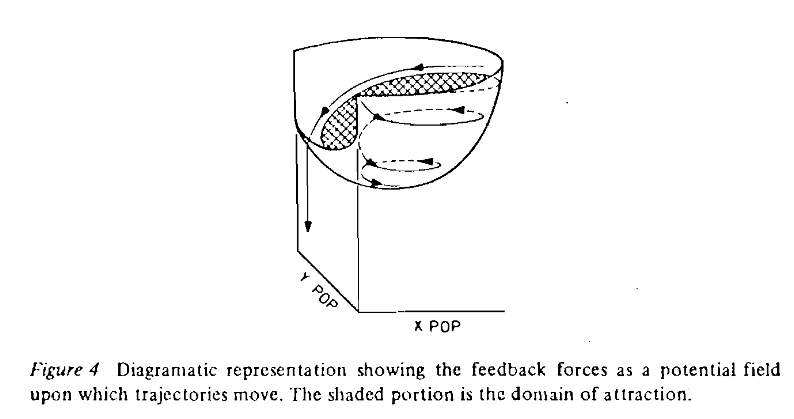 Y POP
X POP
Figure 4 Diagramatic representation showing the feedback forces as a potential field
upon which trajectories move. The shaded portion is the domain of attraction.